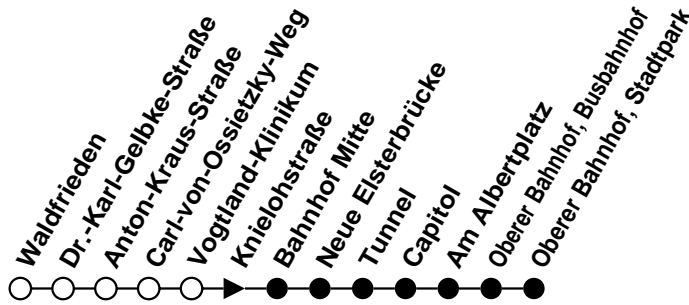 Waldfrieden
Dr.-Karl-Gelbke-Straße
Anton-Kraus-Straße
Carl-von-Ossietzky-Weg
Vogtland-Klinikum
Knielohstraße
Bahnhof Mitte
Neue Elsterbrücke
Tunnel
Capitol
Am Albertplatz
Oberer Bahnhof, Busbahnhof
Oberer Bahnhof, Stadtpark